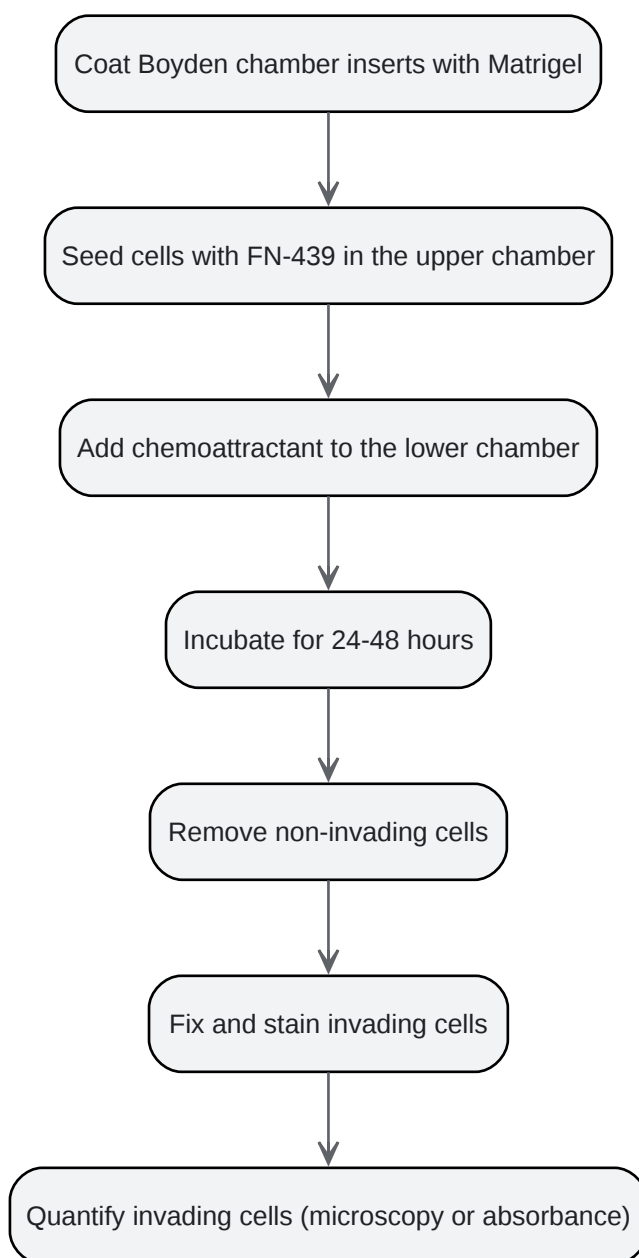 Coat Boyden chamber inserts with Matrigel
Seed cells with FN-439 in the upper chamber
Add chemoattractant to the lower chamber
Incubate for 24-48 hours
Remove non-invading cells
Fix and stain invading cells
Quantify invading cells (microscopy or absorbance)